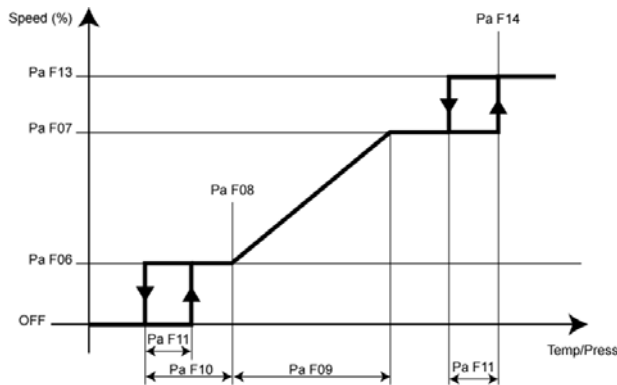 Speed (%)
Pa F14
Pa F13
Pa F07
Pa F08
Pa F06
OFF
Pa F11
Temp/Press
Pa F10
Pa F09
Pa F11